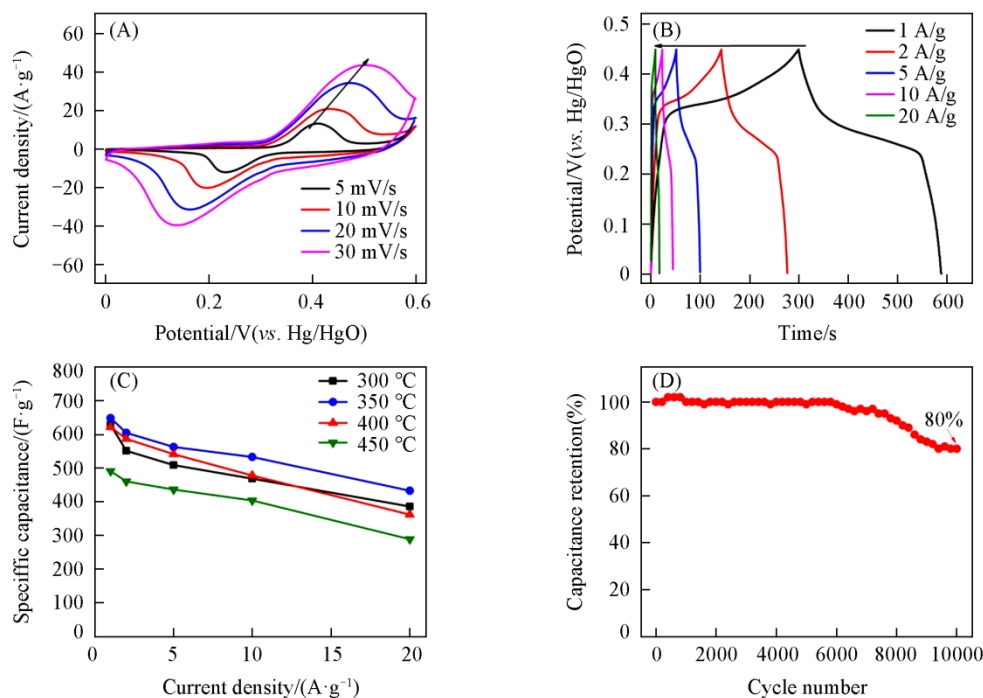 (A)
60
40
20
0
−20
−40
−60
Current density/(A·g⁻¹)
5 mV/s
10 mV/s
20 mV/s
30 mV/s
0 0.2 0.4 0.6
Potential/V(vs. Hg/HgO)
(B)
0.4
0.3
0.2
0.1
0
Potential/V(vs. Hg/HgO)
1 A/g
2 A/g
5 A/g
10 A/g
20 A/g
0 100 200 300 400 500 600
Time/s
(C)
800
700
600
500
400
300
200
100
0
Speciffic capacitance/(F·g⁻¹)
300 ℃
350 ℃
400 ℃
450 ℃
0 5 10 15 20
Current density/(A·g⁻¹)
(D)
100
80
60
40
20
0
Capacitance retention(%)
80%
0 2000 4000 6000 8000 10000
Cycle number